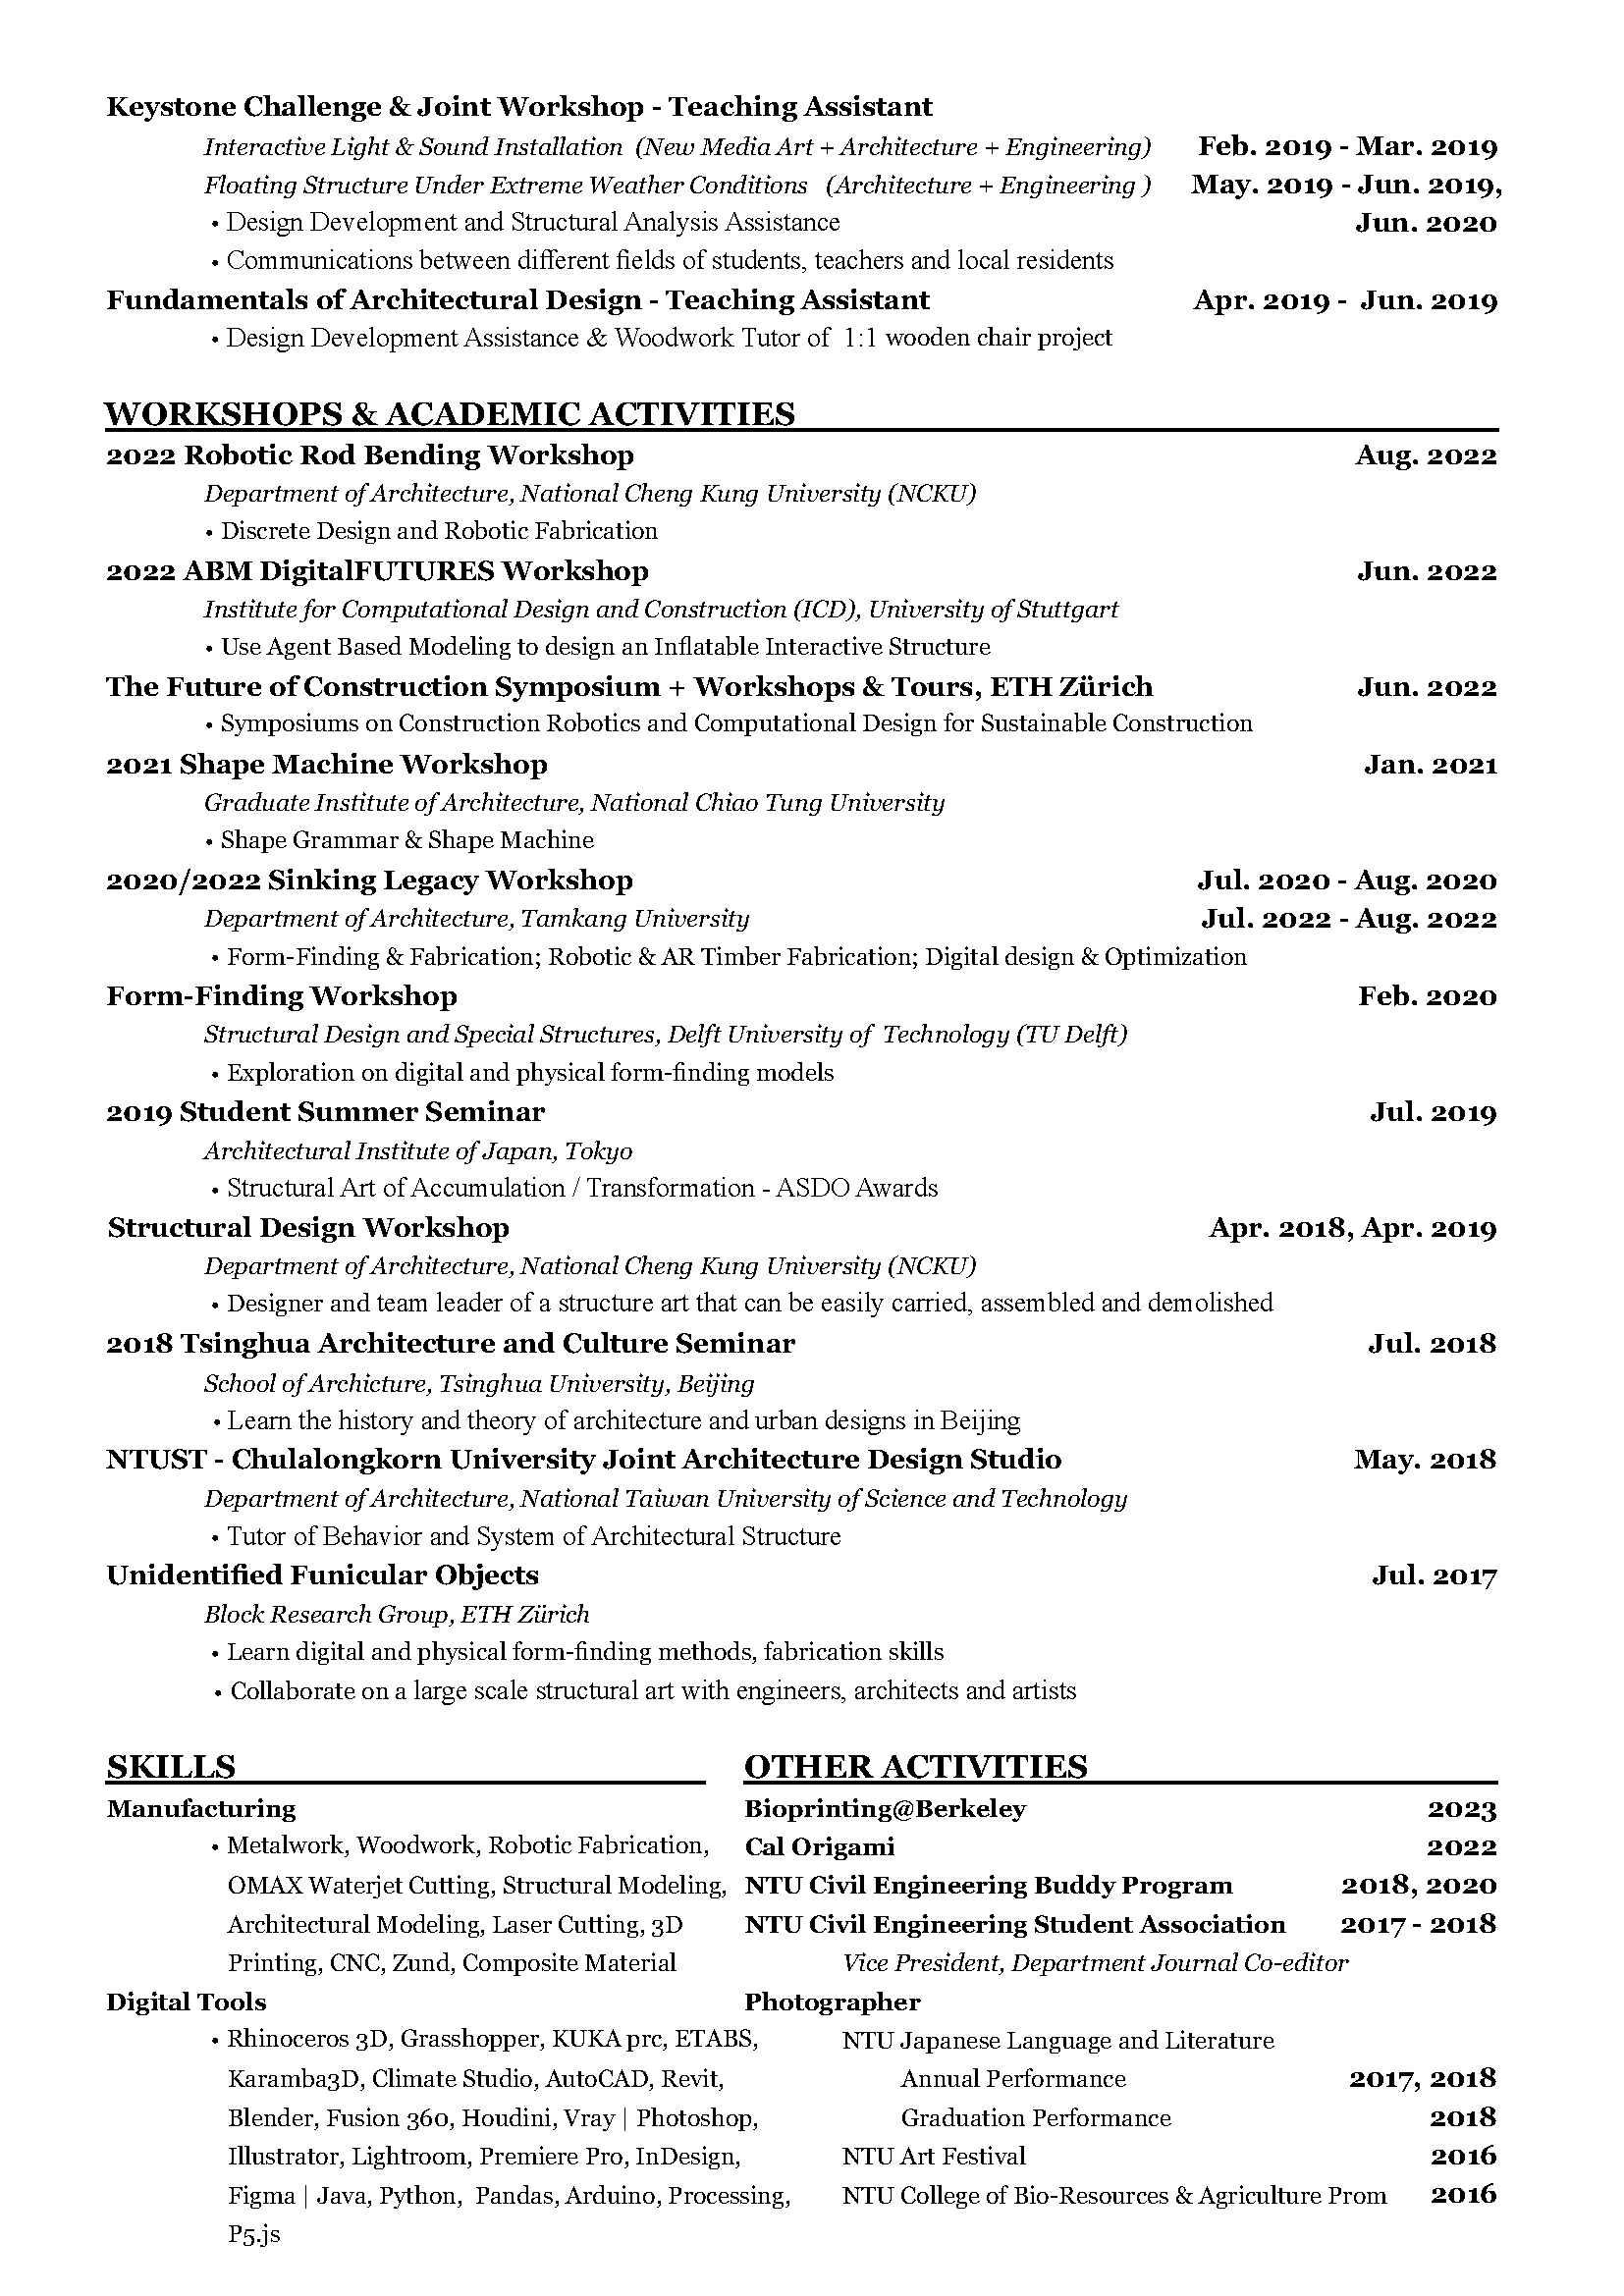 Keystone Challenge & Joint Workshop - Teaching Assistant
Interactive Light & Sound Installation (New Media Art + Architecture + Engineering) Feb. 2019 - Mar. 2019
Floating Structure Under Extreme Weather Conditions (Architecture + Engineering ) May. 2019 - Jun. 2019,
• Design Development and Structural Analysis Assistance Jun. 2020
• Communications between different fields of students, teachers and local residents
Fundamentals of Architectural Design - Teaching Assistant Apr. 2019 - Jun. 2019
• Design Development Assistance & Woodwork Tutor of 1:1 wooden chair project
WORKSHOPS & ACADEMIC ACTIVITIES
2022 Robotic Rod Bending Workshop Aug. 2022
Department of Architecture, National Cheng Kung University (NCKU)
• Discrete Design and Robotic Fabrication
2022 ABM DigitalFUTURES Workshop Jun. 2022
Institute for Computational Design and Construction (ICD), University of Stuttgart
• Use Agent Based Modeling to design an Inflatable Interactive Structure
The Future of Construction Symposium + Workshops & Tours, ETH Zürich Jun. 2022
• Symposiums on Construction Robotics and Computational Design for Sustainable Construction
2021 Shape Machine Workshop Jan. 2021
Graduate Institute of Architecture, National Chiao Tung University
• Shape Grammar & Shape Machine
2020/2022 Sinking Legacy Workshop Jul. 2020 - Aug. 2020
Department of Architecture, Tamkang University Jul. 2022 - Aug. 2022
• Form-Finding & Fabrication; Robotic & AR Timber Fabrication; Digital design & Optimization
Form-Finding Workshop Feb. 2020
Structural Design and Special Structures, Delft University of Technology (TU Delft)
• Exploration on digital and physical form-finding models
2019 Student Summer Seminar Jul. 2019
Architectural Institute of Japan, Tokyo
• Structural Art of Accumulation / Transformation - ASDO Awards
Structural Design Workshop Apr. 2018, Apr. 2019
Department of Architecture, National Cheng Kung University (NCKU)
• Designer and team leader of a structure art that can be easily carried, assembled and demolished
2018 Tsinghua Architecture and Culture Seminar Jul. 2018
School of Archicture, Tsinghua University, Beijing
• Learn the history and theory of architecture and urban designs in Beijing
NTUST - Chulalongkorn University Joint Architecture Design Studio May. 2018
Department of Architecture, National Taiwan University of Science and Technology
• Tutor of Behavior and System of Architectural Structure
Unidentified Funicular Objects Jul. 2017
Block Research Group, ETH Zürich
• Learn digital and physical form-finding methods, fabrication skills
• Collaborate on a large scale structural art with engineers, architects and artists
SKILLS
Manufacturing
• Metalwork, Woodwork, Robotic Fabrication,
OMAX Waterjet Cutting, Structural Modeling,
Architectural Modeling, Laser Cutting, 3D
Printing, CNC, Zund, Composite Material
Digital Tools
• Rhinoceros 3D, Grasshopper, KUKA prc, ETABS,
Karamba3D, Climate Studio, AutoCAD, Revit,
Blender, Fusion 360, Houdini, Vray | Photoshop,
Illustrator, Lightroom, Premiere Pro, InDesign,
Figma | Java, Python, Pandas, Arduino, Processing,
P5.js
OTHER ACTIVITIES
Bioprinting@Berkeley 2023
Cal Origami 2022
NTU Civil Engineering Buddy Program 2018, 2020
NTU Civil Engineering Student Association 2017 - 2018
Vice President, Department Journal Co-editor
Photographer
NTU Japanese Language and Literature
Annual Performance 2017, 2018
Graduation Performance 2018
NTU Art Festival 2016
NTU College of Bio-Resources & Agriculture Prom 2016